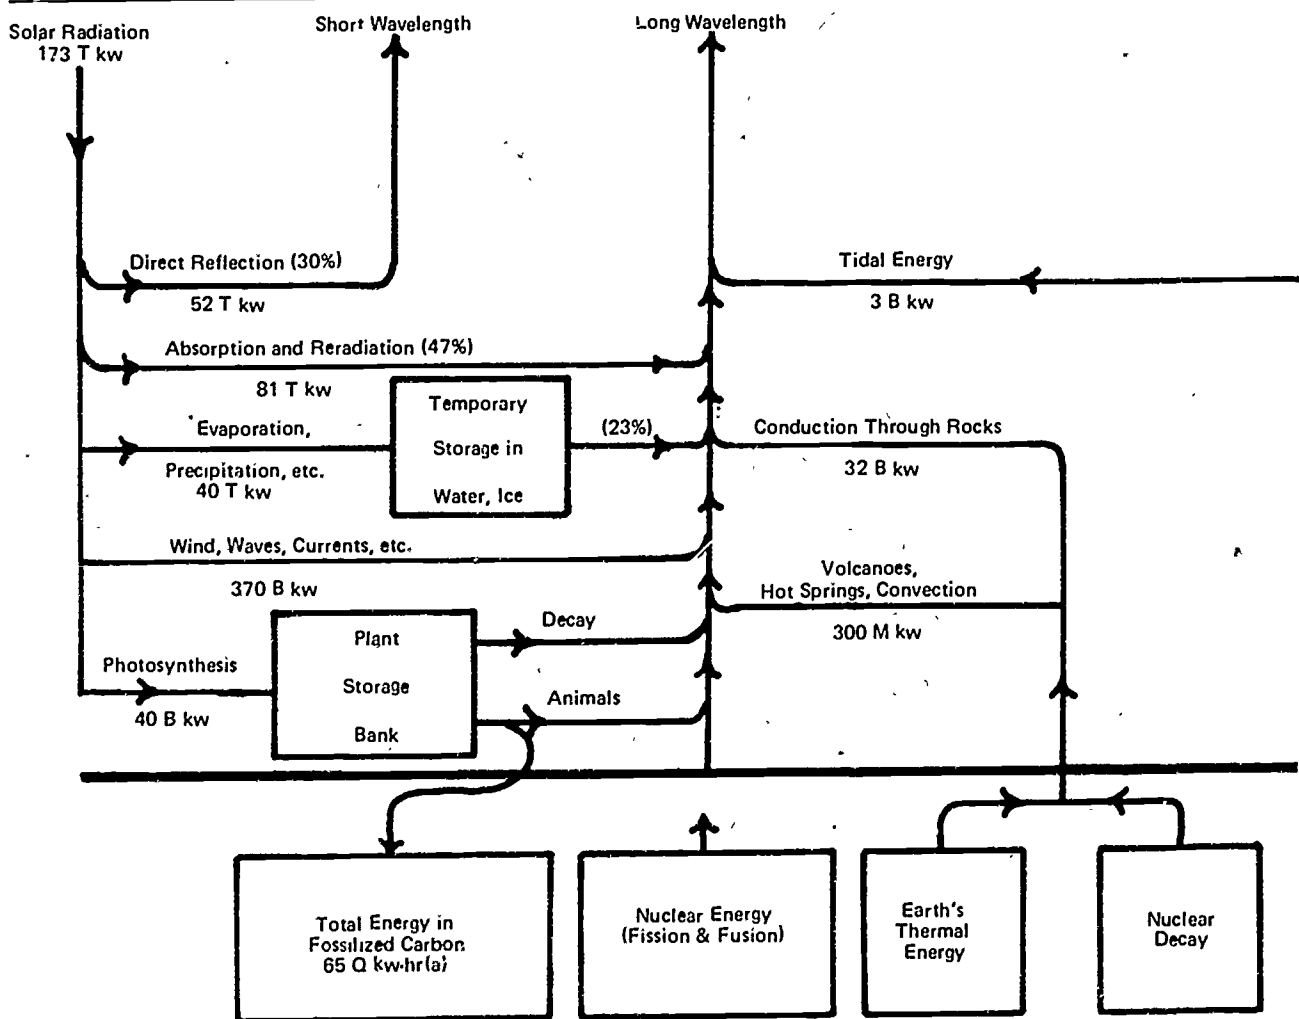 Solar Radiation
173 T kw
Short Wavelength
Long Wavelength
Direct Reflection (30%)
52 T kw
Tidal Energy
3 B kw
Absorption and Reradiation (47%)
81 T kw
Evaporation,
Precipitation, etc.
40 T kw
Temporary
Storage in
Water, Ice
(23%)
Conduction Through Rocks
32 B kw
Wind, Waves, Currents, etc.
370 B kw
Volcanoes,
Hot Springs, Convection
300 M kw
Photosynthesis
40 B kw
Plant
Storage
Bank
Decay
Animals
Total Energy in
Fossilized Carbon
65 Q kw-hr(a)
Nuclear Energy
(Fission & Fusion)
Earth's
Thermal
Energy
Nuclear
Decay